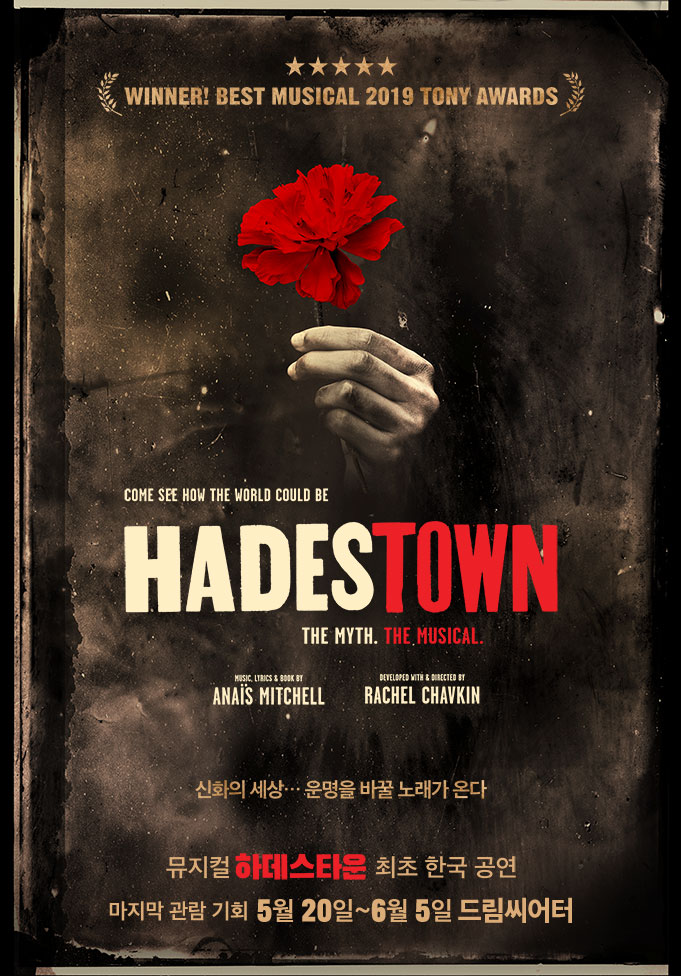 WINNER! BEST MUSICAL 2019 TONY AWARDS
COME SEE HOW THE WORLD COULD BE
HADESTOWN
THE MYTH. THE MUSICAL.
MUSIC, LYRICS & BOOK BY
ANAÏS MITCHELL
DEVELOPED WITH & DIRECTED BY
RACHEL CHAVKIN
신화의 세상… 운명을 바꿀 노래가 온다
뮤지컬 하데스타운 최초 한국 공연
마지막 관람 기회 5월 20일~6월 5일 드림씨어터